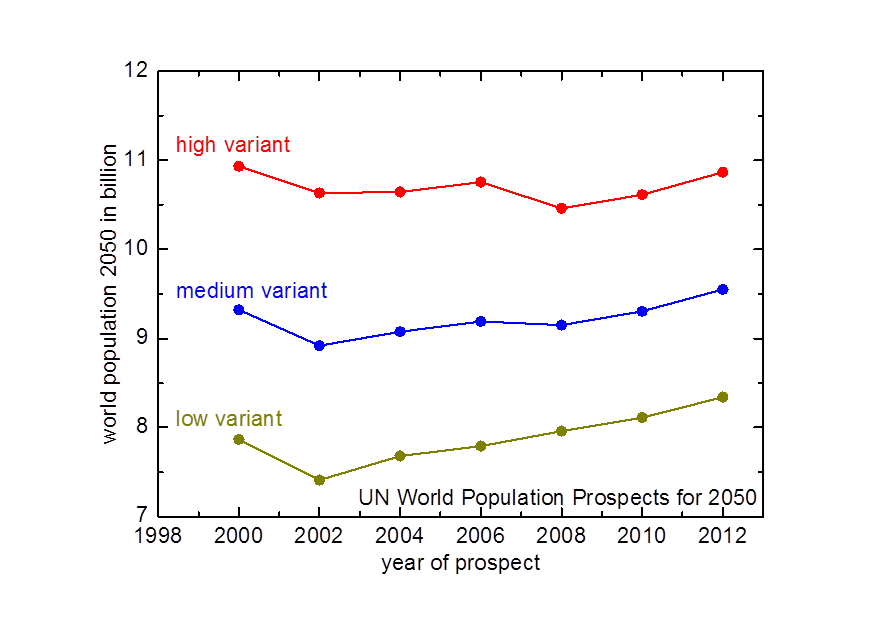 12
high variant
11
10
medium variant
9
low variant
8
UN World Population Prospects for 2050
7
1998 2000 2002 2004 2006 2008 2010 2012
year of prospect
world population 2050 in billion